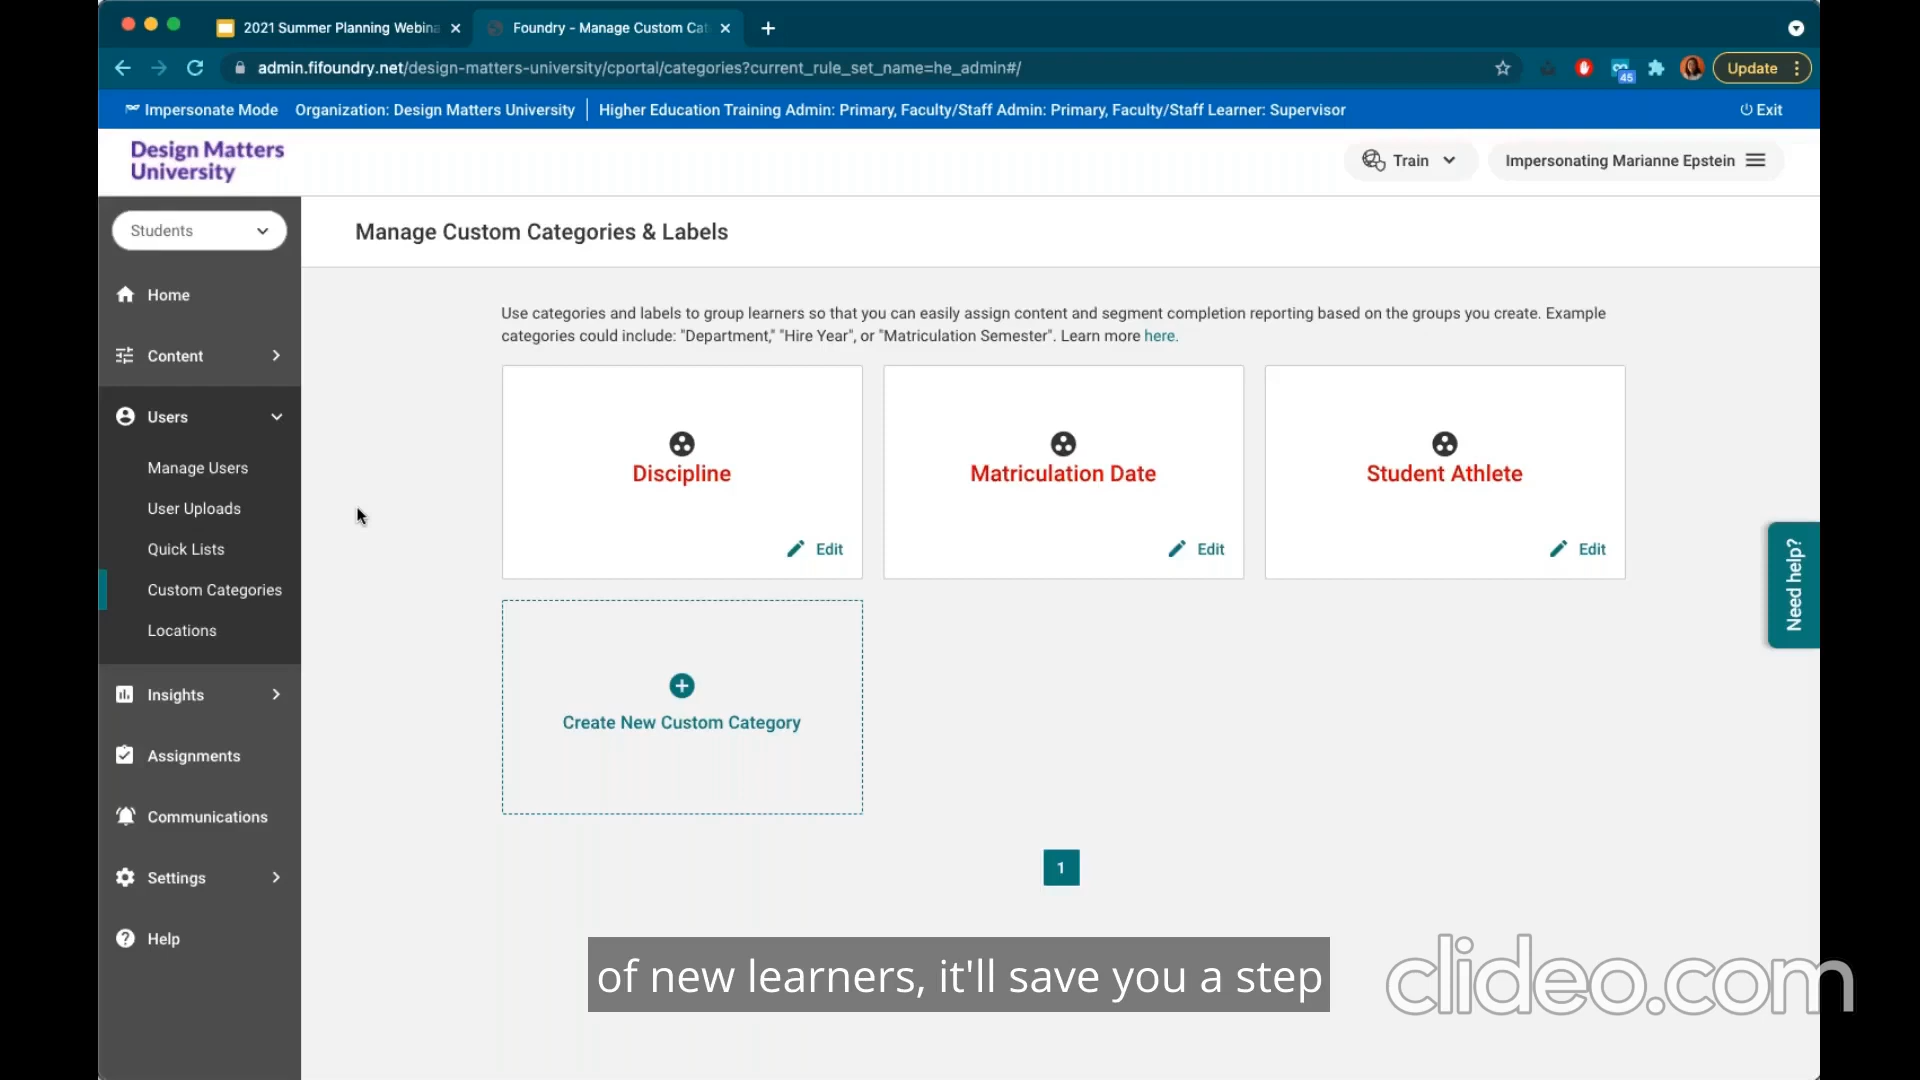 2021 Summer Planning Webina
Foundry - Manage Custom Cat
admin.fifoundry.net/design-matters-university/cportal/categories?current_rule_set_name=he_admin#/
45
Update
Impersonate Mode Organization: Design Matters University Higher Education Training Admin: Primary, Faculty/Staff Admin: Primary, Faculty/Staff Learner: Supervisor Exit
Design Matters
University
Train
Impersonating Marianne Epstein
Students
Home
Content
Users
Manage Users
User Uploads
Quick Lists
Custom Categories
Locations
Insights
Assignments
Communications
Settings
Help
Manage Custom Categories & Labels
Use categories and labels to group learners so that you can easily assign content and segment completion reporting based on the groups you create. Example
categories could include: "Department," "Hire Year", or "Matriculation Semester". Learn more here.
Discipline
Edit
Matriculation Date
Edit
Student Athlete
Edit
Create New Custom Category
1
Need help?
of new learners, it'll save you a step
clideo.com